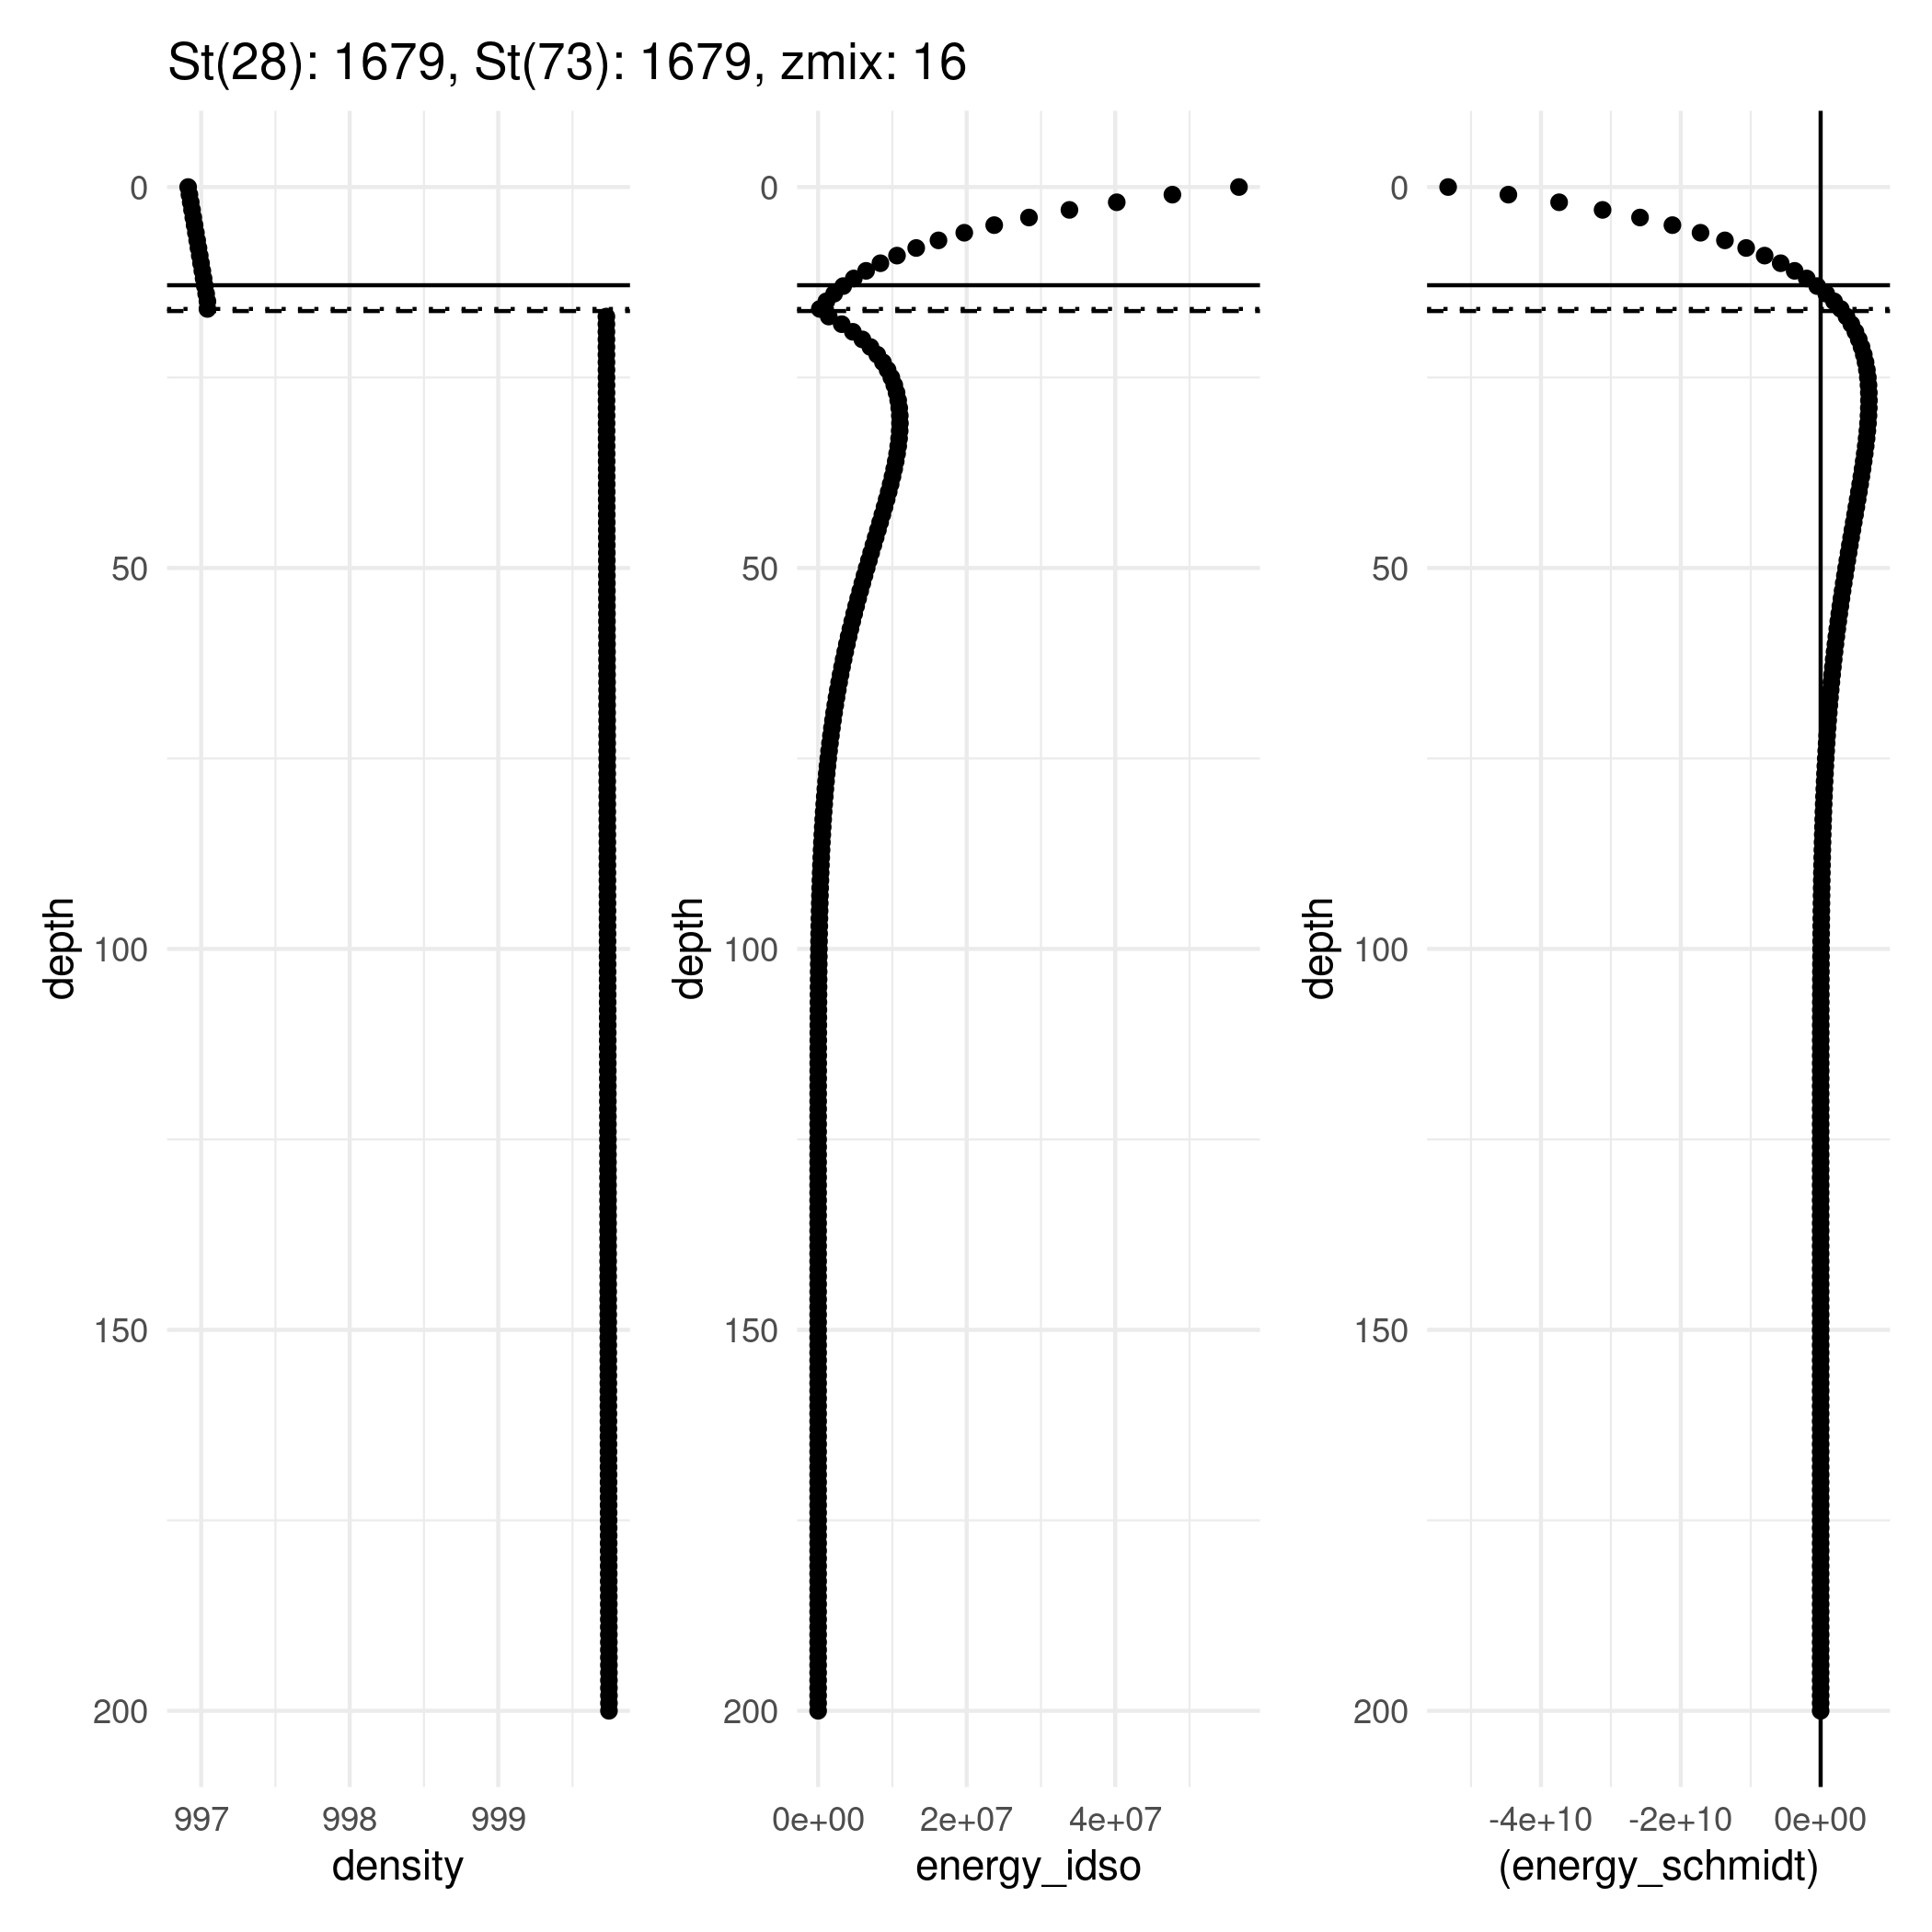 St(28): 1679, St(73): 1679, zmix: 16
0
50
100
150
200
depth
997 998 999
density
0
50
100
150
200
depth
0e+00 2e+07 4e+07
energy_idso
0
50
100
150
200
depth
-4e+10 -2e+10 0e+00
(energy_schmidt)